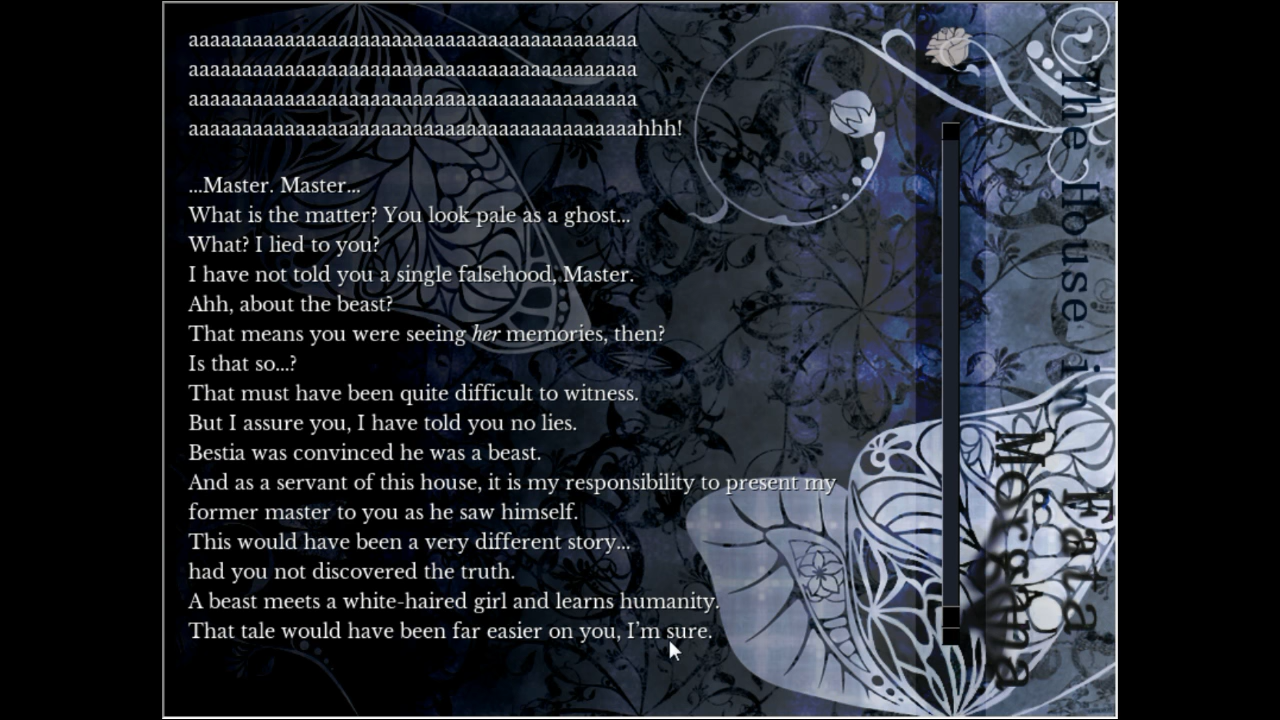 aaaaaaaaaaaaaaaaaaaaaaaaaaaaaaaaaaaaaaaaaa
aaaaaaaaaaaaaaaaaaaaaaaaaaaaaaaaaaaaaaaaaa
aaaaaaaaaaaaaaaaaaaaaaaaaaaaaaaaaaaaaaaaaa
aaaaaaaaaaaaaaaaaaaaaaaaaaaaaaaaaaaaaaaaaahhh!
...Master. Master...
What is the matter? You look pale as a ghost...
What? I lied to you?
I have not told you a single falsehood, Master.
Ahh, about the beast?
That means you were seeing her memories, then?
Is that so...?
That must have been quite difficult to witness.
But I assure you, I have told you no lies.
Bestia was convinced he was a beast.
And as a servant of this house, it is my responsibility to present my
former master to you as he saw himself.
This would have been a very different story...
had you not discovered the truth.
A beast meets a white-haired girl and learns humanity.
That tale would have been far easier on you, I'm sure.
The House in
Fata
Morgana